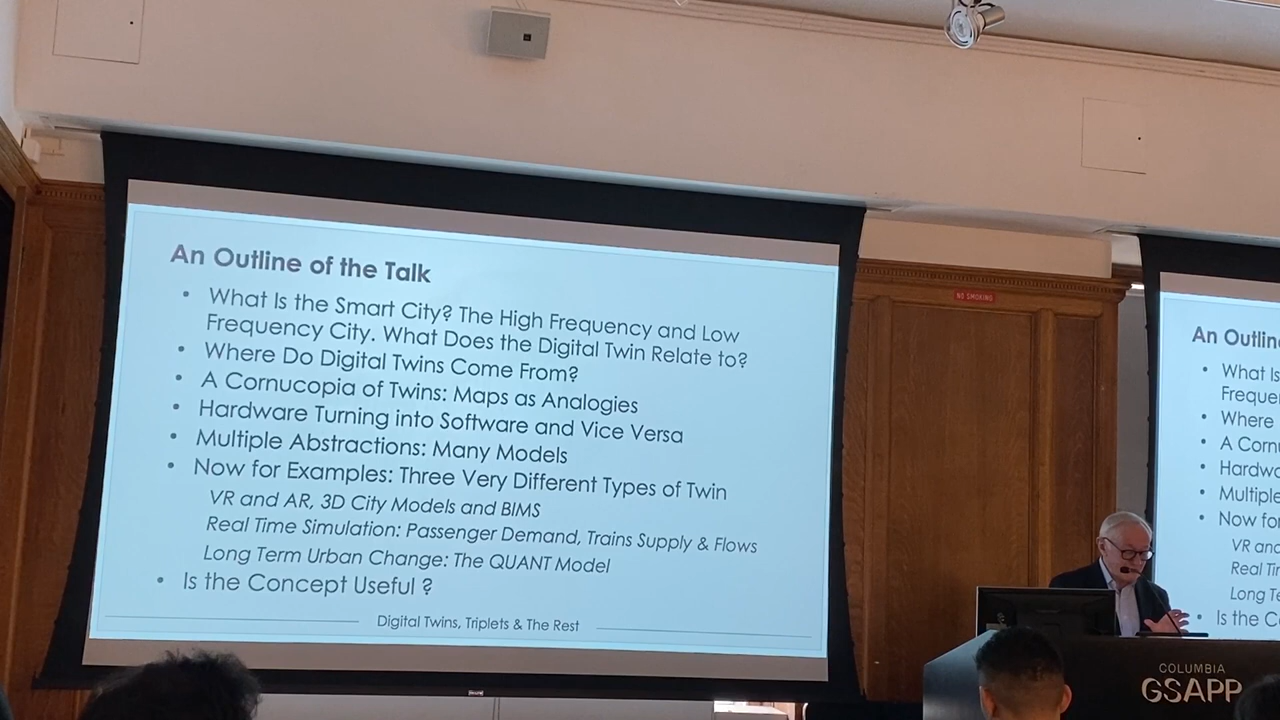 An Outline of the Talk
• What Is the Smart City? The High Frequency and Low
Frequency City. What Does the Digital Twin Relate to?
• Where Do Digital Twins Come From?
• A Cornucopia of Twins: Maps as Analogies
• Hardware Turning into Software and Vice Versa
• Multiple Abstractions: Many Models
• Now for Examples: Three Very Different Types of Twin
VR and AR, 3D City Models and BIMS
Real Time Simulation: Passenger Demand, Trains Supply & Flows
Long Term Urban Change: The QUANT Model
• Is the Concept Useful ?
Digital Twins, Triplets & The Rest
NO SMOKING
An Outline
• What Is
Frequen
• Where
• A Corn
• Hardwa
• Multiple
• Now for
VR and
Real Tim
Long Te
• Is the Co
COLUMBIA
GSAPP